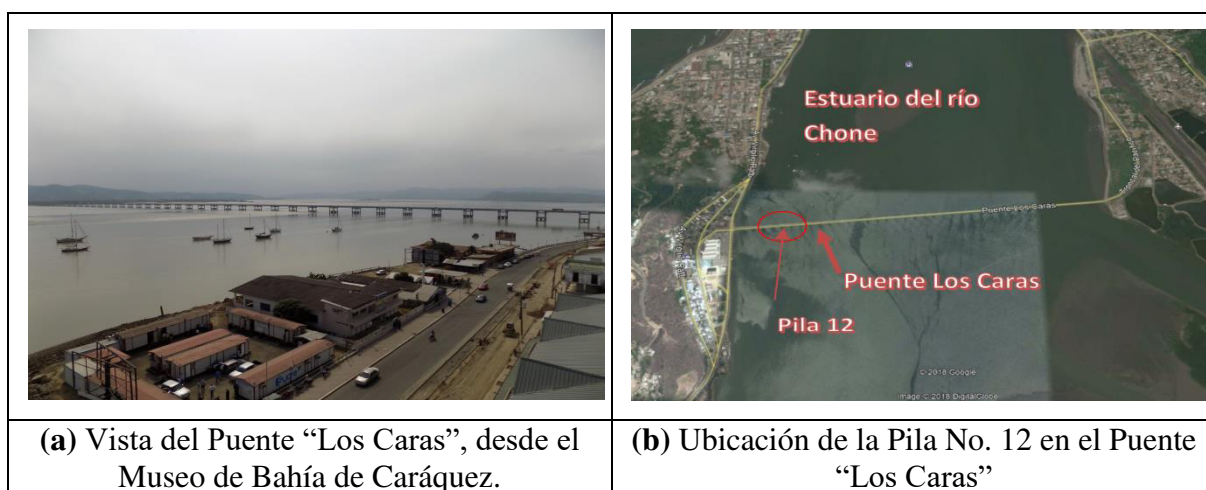 Estuario del río
Chone
Puente Los Caras
Puente Los Caras
Pila 12
© 2018 Google
Image © 2018 DigitalGlobe
(a) Vista del Puente “Los Caras”, desde el
Museo de Bahía de Caráquez.
(b) Ubicación de la Pila No. 12 en el Puente
“Los Caras”